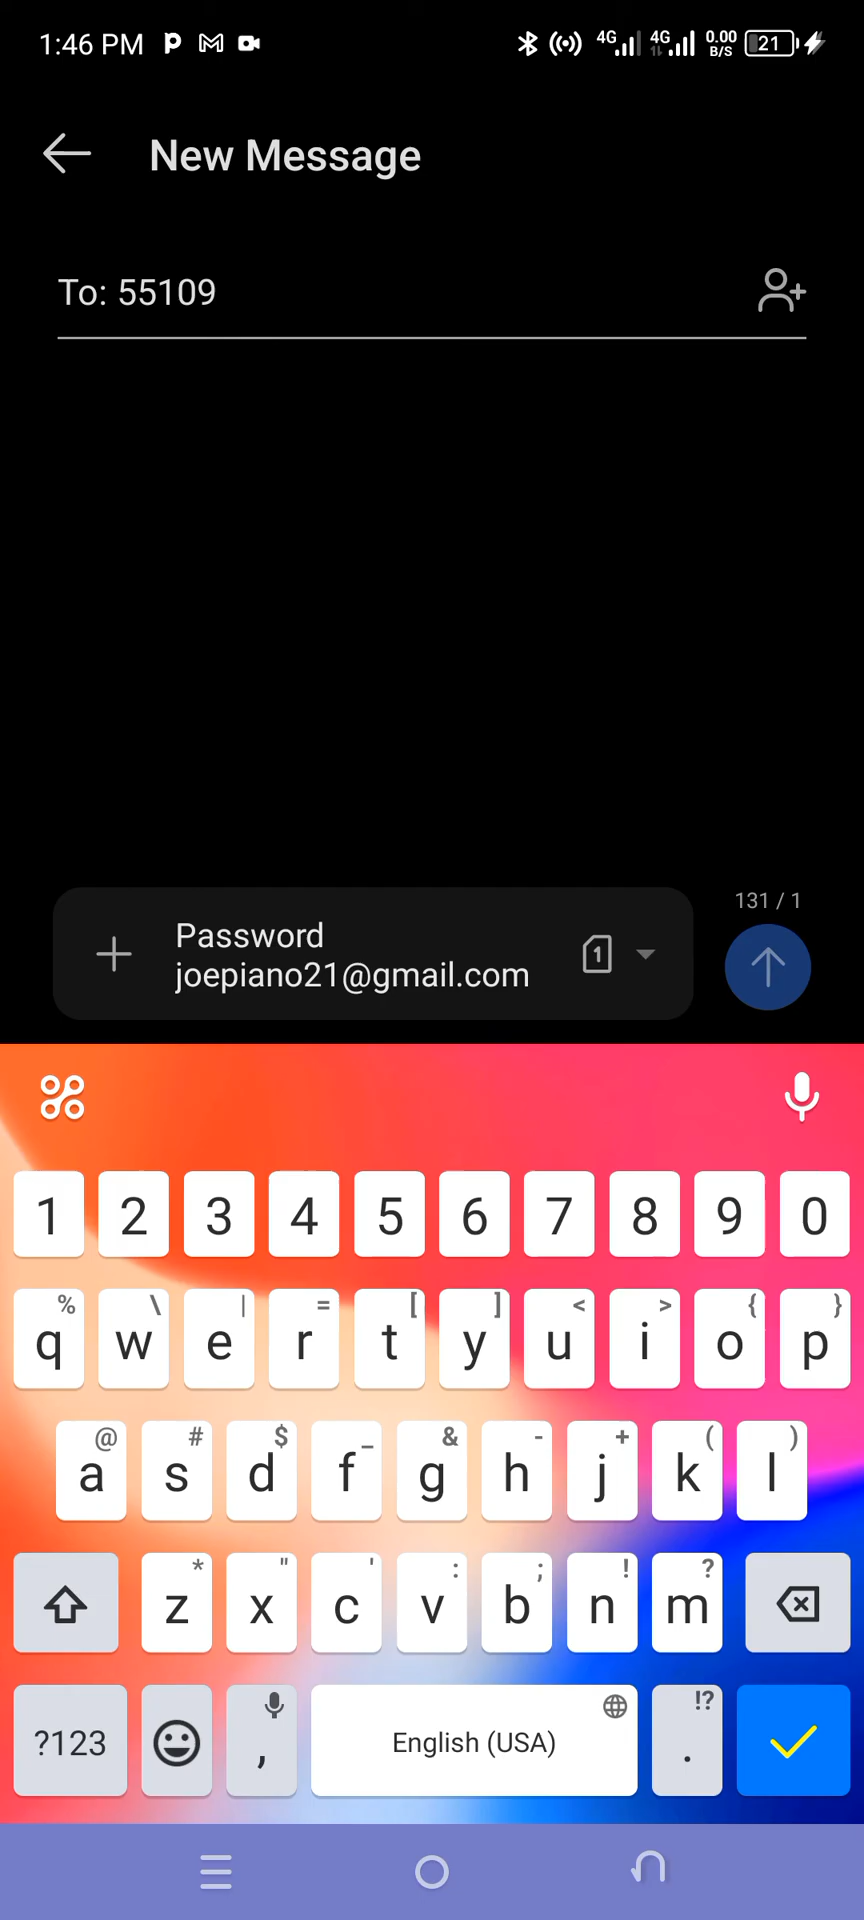 1:46 PM 4G 4G 0.00 B/S 21
New Message
To: 55109
131 / 1
Password
joepiano21@gmail.com
1
1 2 3 4 5 6 7 8 9 0
% \ | = [ ] < > { }
q w e r t y u i o p
@ # $ _ & - + ( )
a s d f g h j k l
* " ' : ; ! ?
z x c v b n m
!?
?123 , English (USA) .